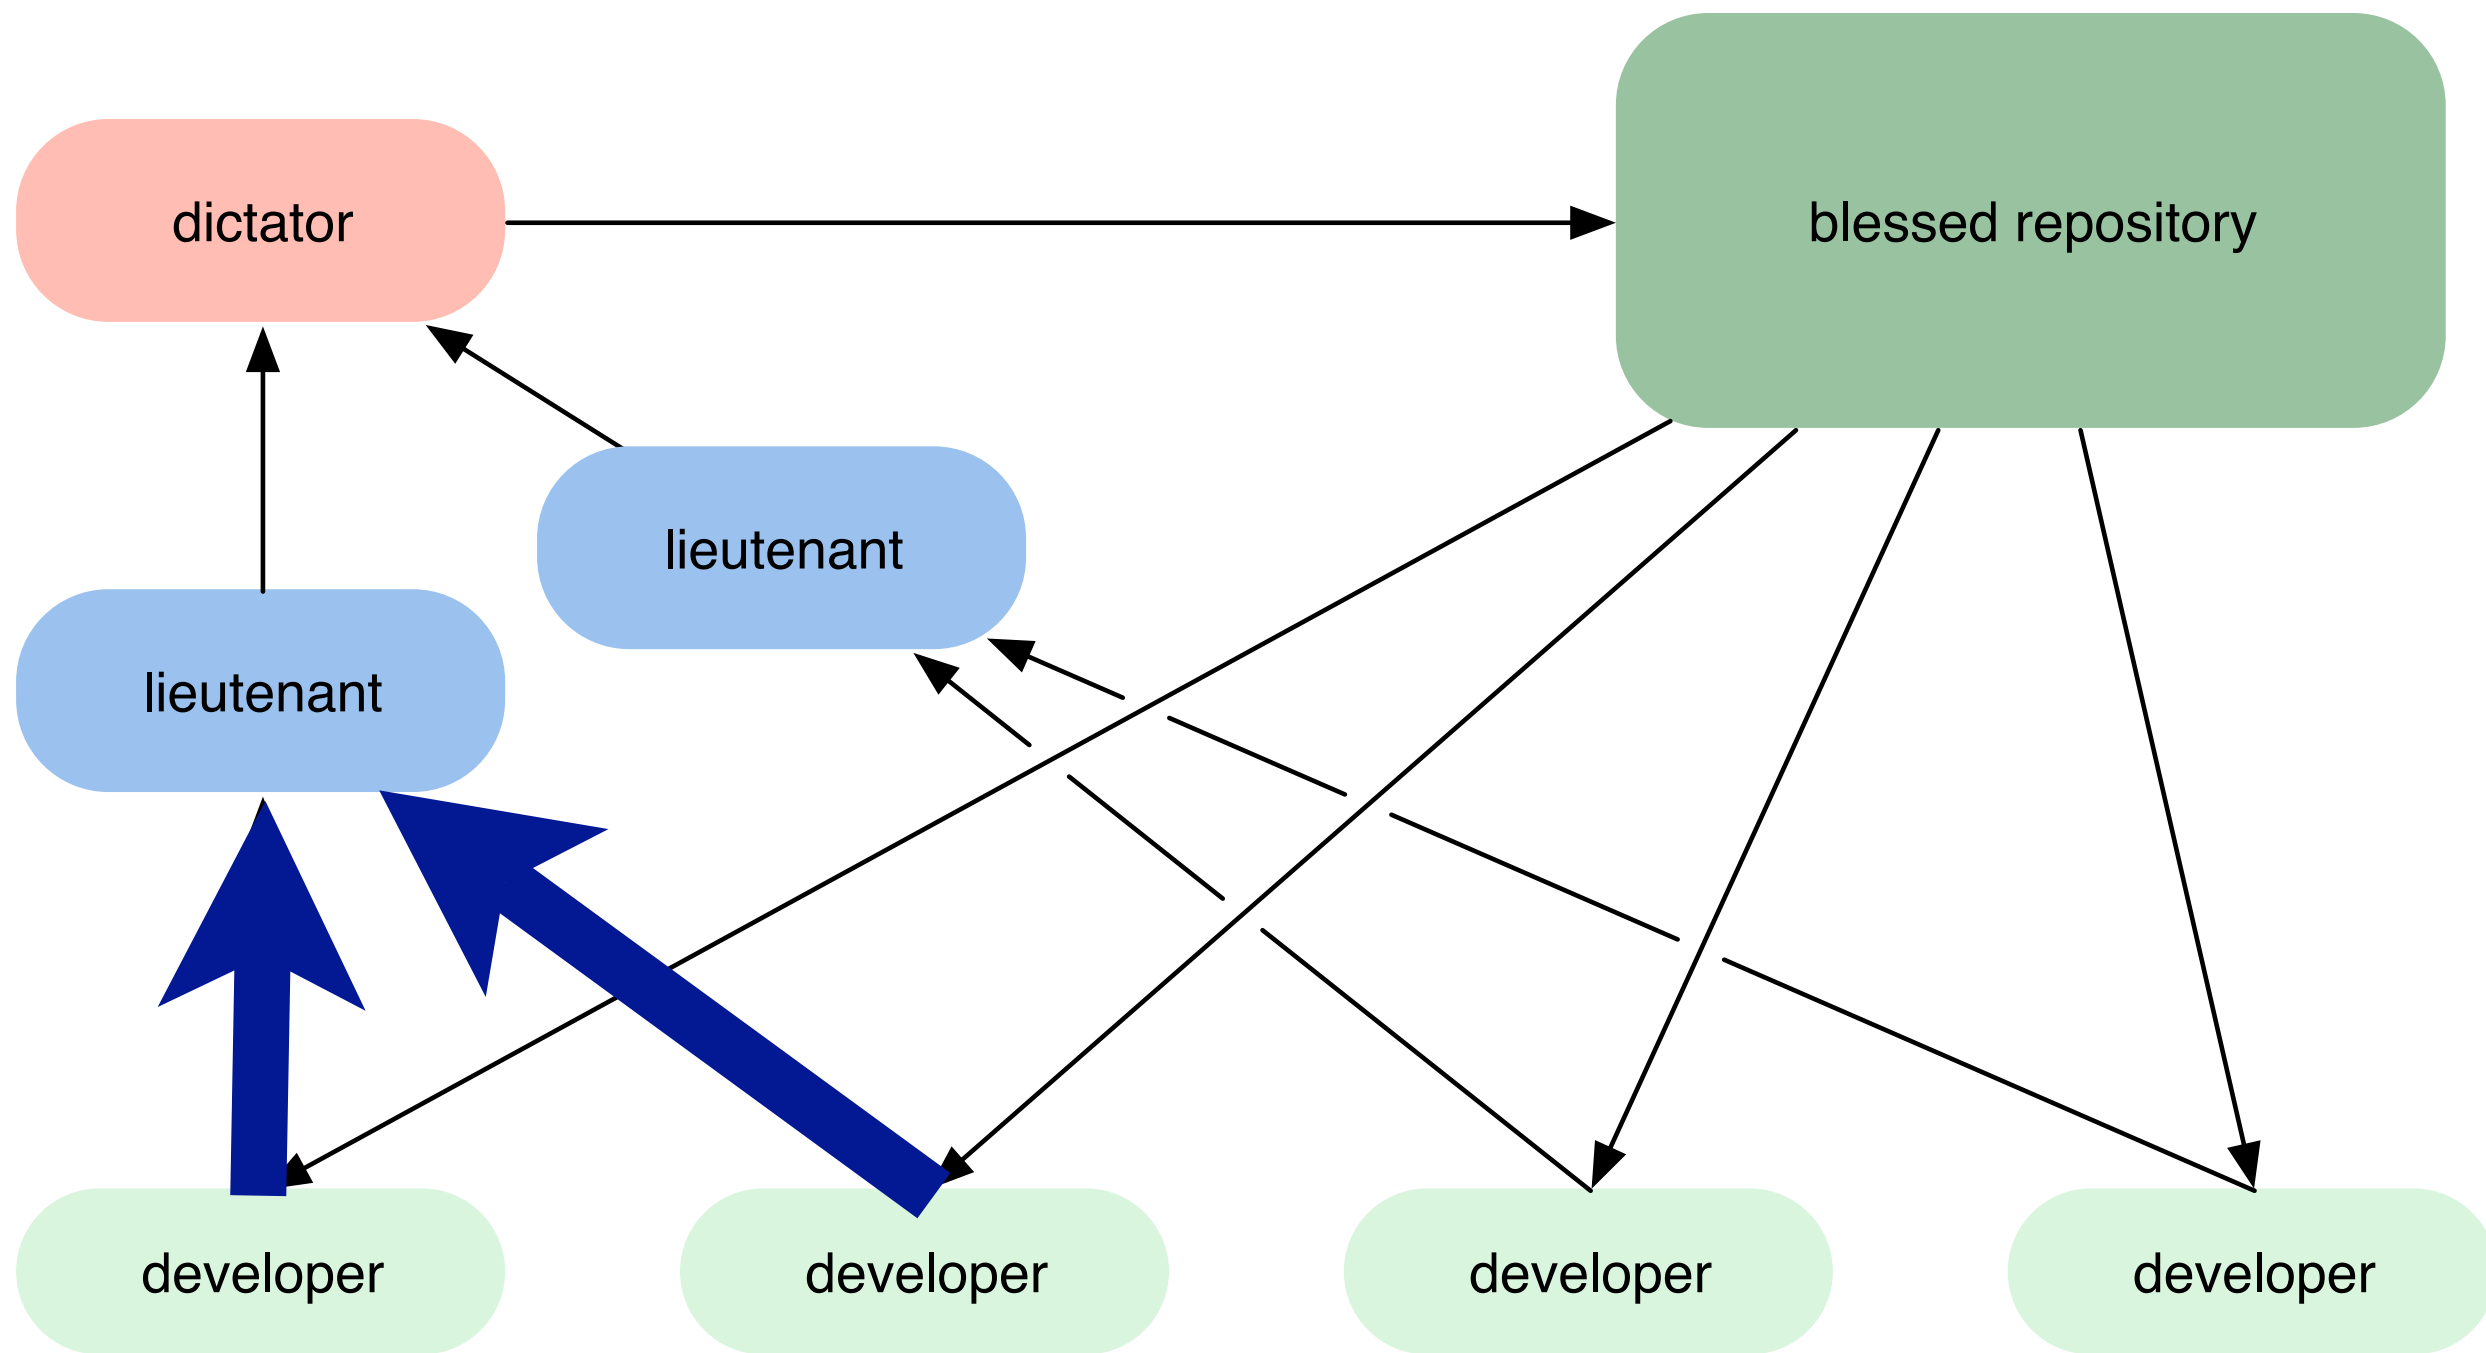 dictator
blessed repository
lieutenant
lieutenant
developer
developer
developer
developer